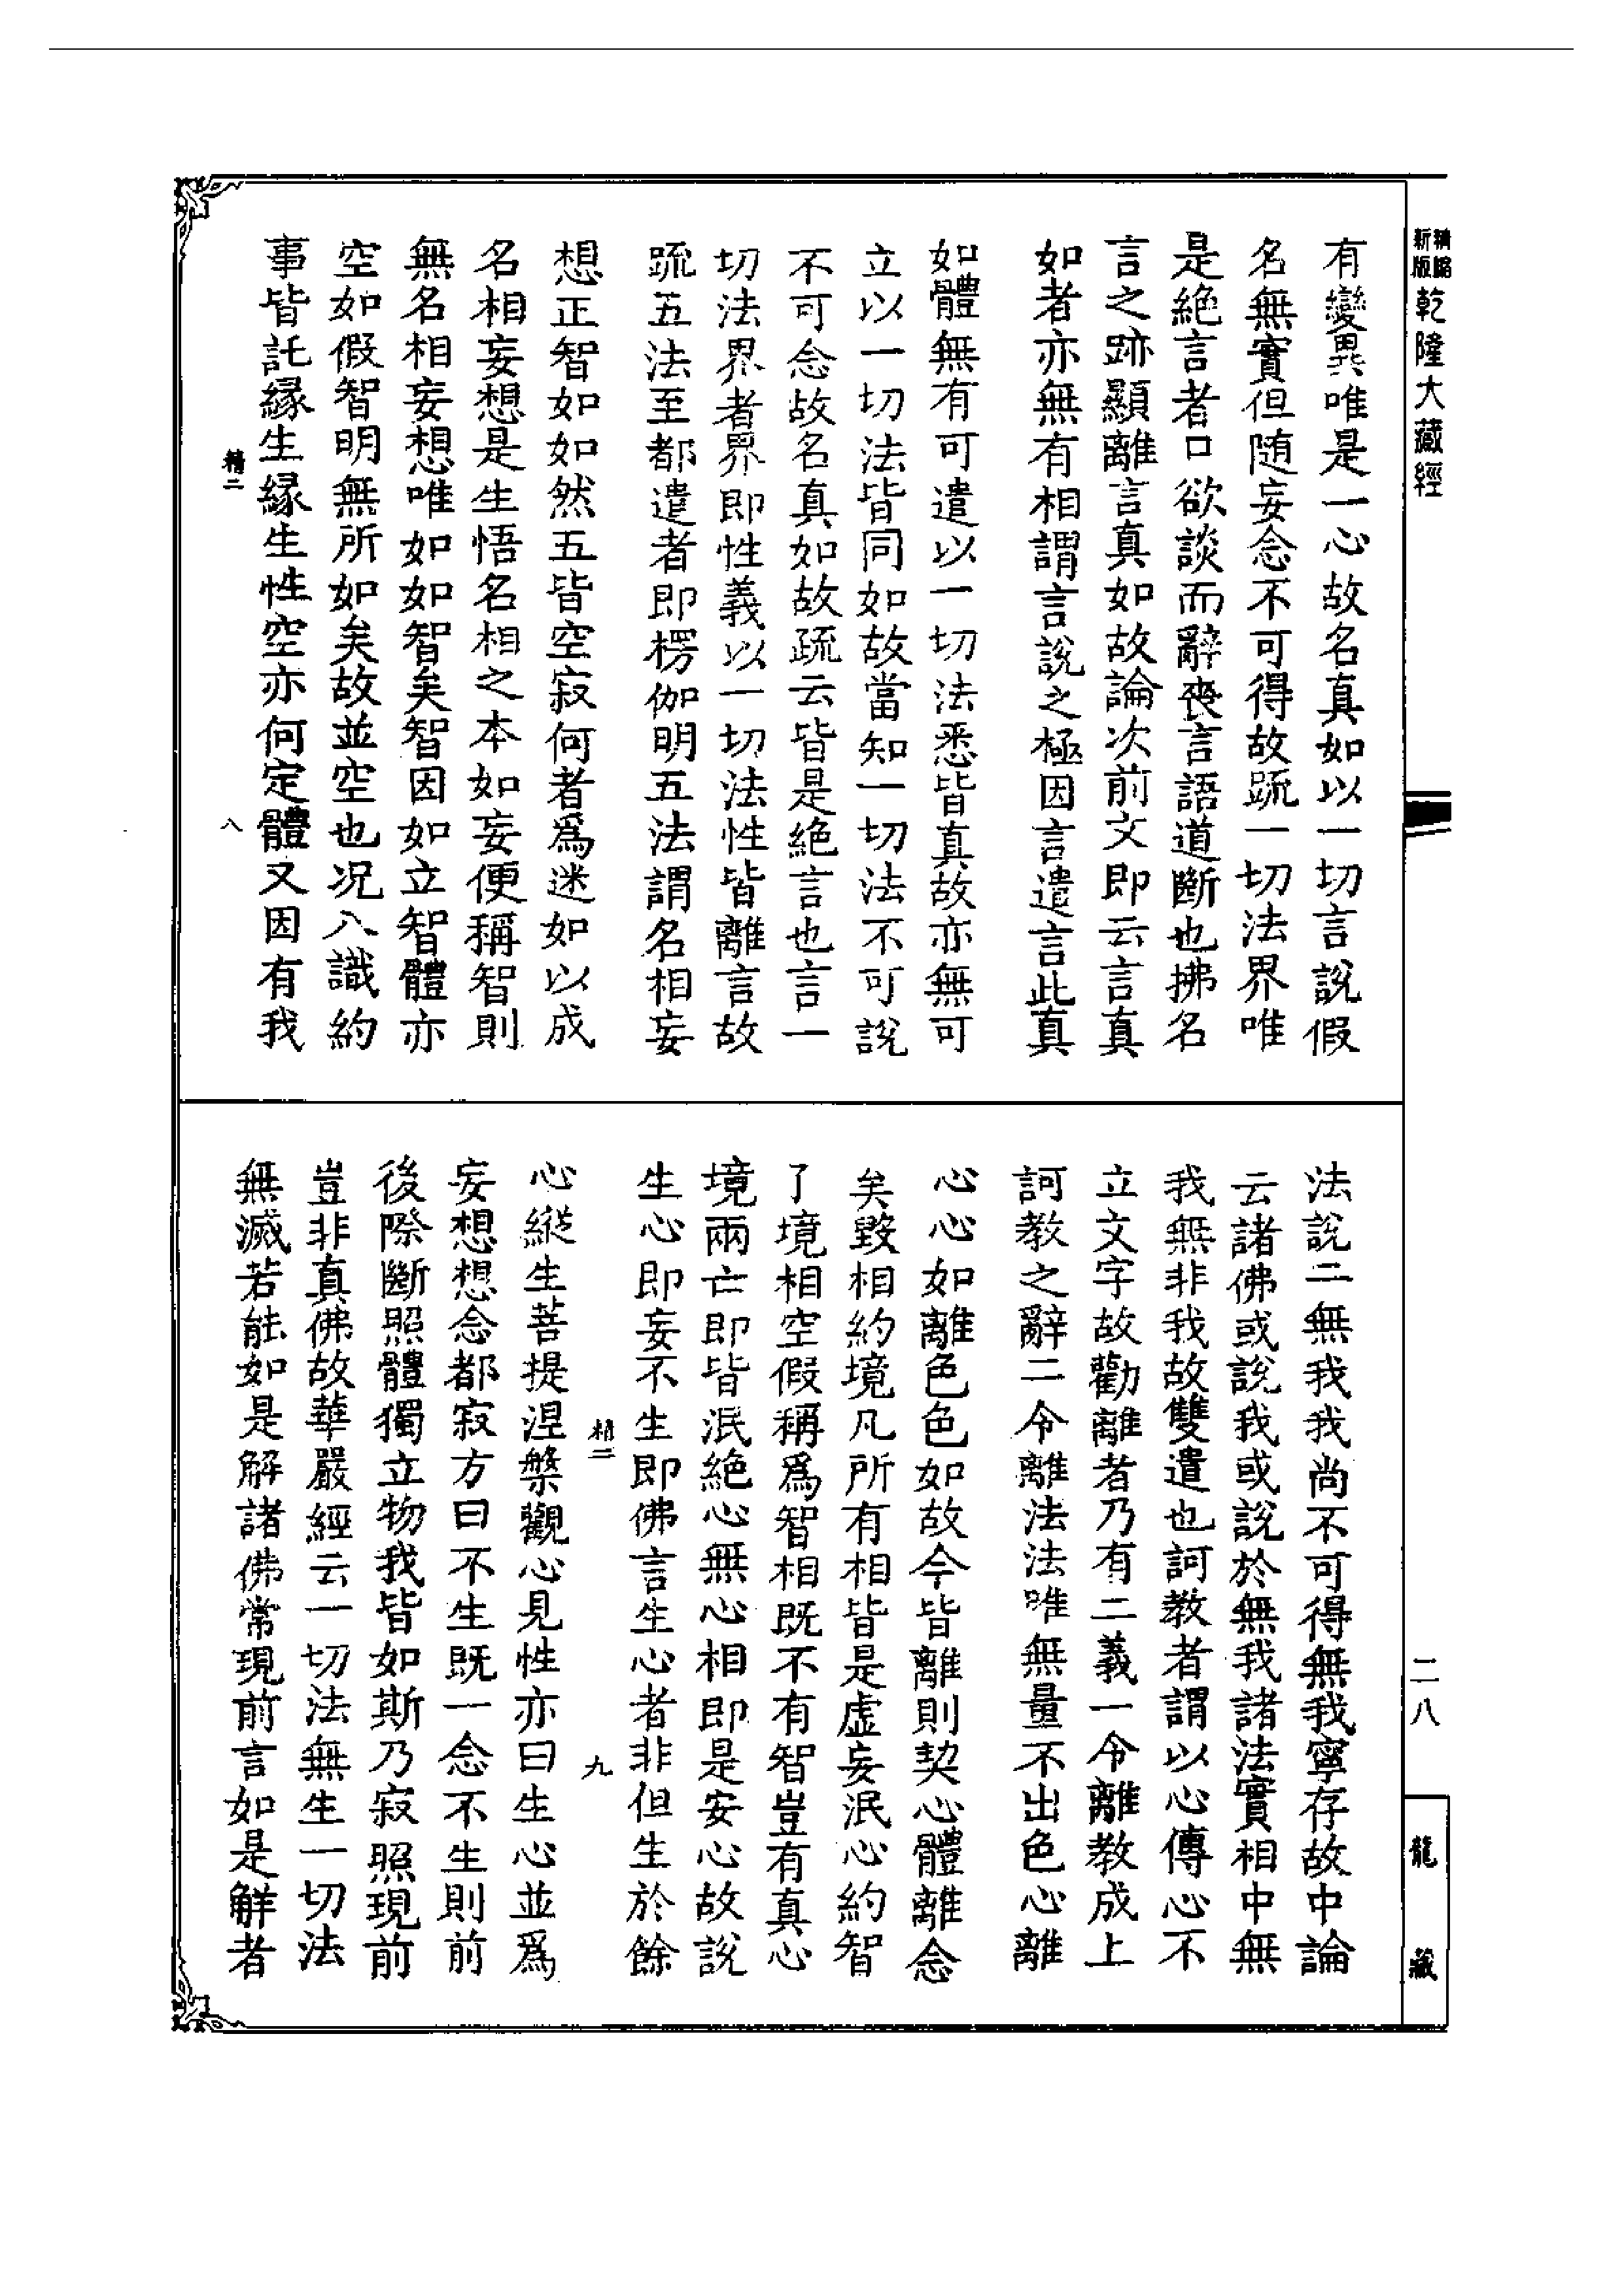 新版
精縮
乾隆大藏經
有變異唯是一心故名真如以一切言說假
名無實但随妄念不可得故䟽一切法界唯
是絶言者口欲談而辭喪言語道斷也拂名
言之跡顯離言真如故論次前文即云言真
如者亦無有相謂言說之極因言遣言此真
如體無有可遣以一切法悉皆真故亦無可
立以一切法皆同如故當知一切法不可說
不可念故名真如故䟽云皆是絶言也言一
切法界者界即性義以一切法性皆離言故
䟽五法至都遣者即楞伽明五法謂名相妄
想正智如如然五皆空寂何者爲迷如以成
名相妄想是生悟名相之本如妄便稱智則
無名相妄想唯如如智矣智因如立智體亦
空如假智明無所如矣故並空也况八識約
事皆託緣生緣生性空亦何定體又因有我
精二
八
法說二無我我尚不可得無我寧存故中論
云諸佛或說我或說於無我諸法實相中無
我無非我故雙遣也訶教者謂以心傳心不
立文字故勸離者乃有二義一令離教成上
訶教之辭二令離法法唯無量不出色心離
心心如離色色如故今皆離則契心體離念
矣毀相約境凡所有相皆是虛妄泯心約智
了境相空假稱爲智相既不有智豈有真心
境兩亡即皆泯絕心無心相即是安心故說
生心即妄不生即佛言生心者非但生於餘
精二
九
心縱生菩提涅槃觀心見性亦曰生心並爲
妄想想念都寂方曰不生既一念不生則前
後際斷照體獨立物我皆如斯乃寂照現前
豈非真佛故華嚴經云一切法無生一切法
無滅若能如是解諸佛常現前言如是解者
二八
龍藏